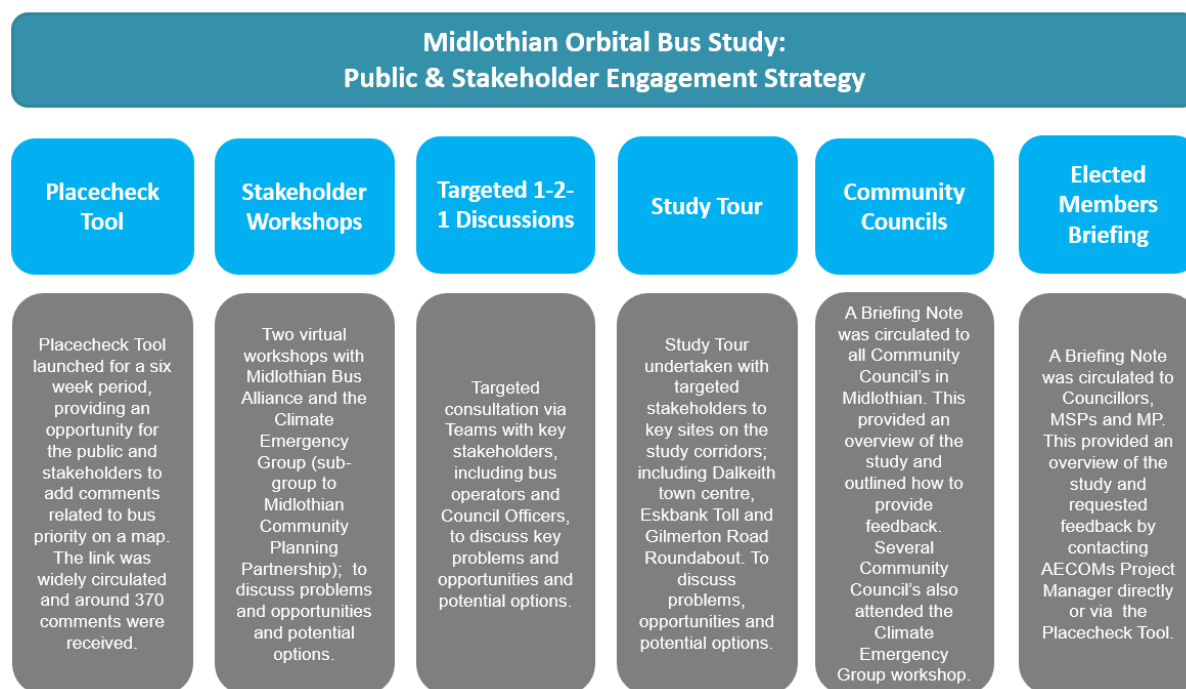 Midlothian Orbital Bus Study:
Public & Stakeholder Engagement Strategy
Placecheck
Tool
Stakeholder
Workshops
Targeted 1-2-
1 Discussions
Study Tour
Community
Councils
Elected
Members
Briefing
Placecheck Tool
launched for a six
week period,
providing an
opportunity for
the public and
stakeholders to
add comments
related to bus
priority on a map.
The link was
widely circulated
and around 370
comments were
received.
Two virtual
workshops with
Midlothian Bus
Alliance and the
Climate
Emergency
Group (sub-
group to
Midlothian
Community
Planning
Partnership);  to
discuss problems
and opportunities
and potential
options.
Targeted
consultation via
Teams with key
stakeholders,
including bus
operators and
Council Officers,
to discuss key
problems and
opportunities and
potential options.
Study Tour
undertaken with
targeted
stakeholders to
key sites on the
study corridors;
including Dalkeith
town centre,
Eskbank Toll and
Gilmerton Road
Roundabout. To
discuss
problems,
opportunities and
potential options.
A Briefing Note
was circulated to
all Community
Council's in
Midlothian. This
provided an
overview of the
study and
outlined how to
provide
feedback.
Several
Community
Council's also
attended the
Climate
Emergency
Group workshop.
A Briefing Note
was circulated to
Councillors,
MSPs and MP.
This provided an
overview of the
study and
requested
feedback by
contacting
AECOMs Project
Manager directly
or via  the
Placecheck Tool.